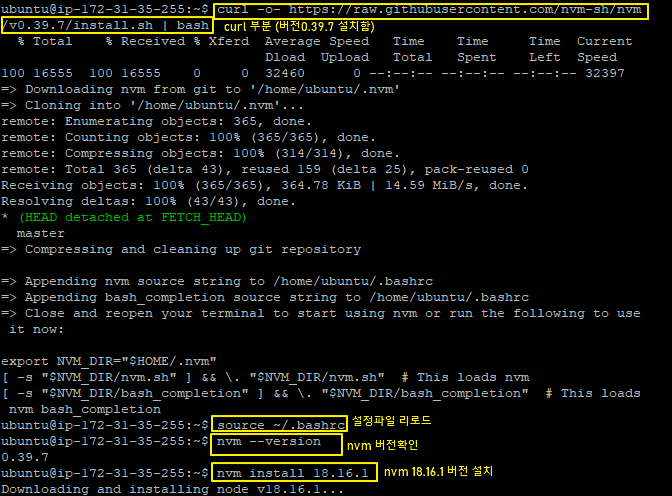 ubuntu@ip-172-31-35-255:~$ curl -o- https://raw.githubusercontent.com/nvm-sh/nvm
/v0.39.7/install.sh | bash curl 부분 (버전0.39.7 설치함)
% Total % Received % Xferd Average Speed Time Time Time Current
Dload Upload Total Spent Left Speed
100 16555 100 16555 0 0 32460 0 --:--:-- --:--:-- --:--:-- 32397
=> Downloading nvm from git to '/home/ubuntu/.nvm'
=> Cloning into '/home/ubuntu/.nvm'...
remote: Enumerating objects: 365, done.
remote: Counting objects: 100% (365/365), done.
remote: Compressing objects: 100% (314/314), done.
remote: Total 365 (delta 43), reused 159 (delta 25), pack-reused 0
Receiving objects: 100% (365/365), 364.78 KiB | 14.59 MiB/s, done.
Resolving deltas: 100% (43/43), done.
* (HEAD detached at FETCH_HEAD)
master
=> Compressing and cleaning up git repository
=> Appending nvm source string to /home/ubuntu/.bashrc
=> Appending bash_completion source string to /home/ubuntu/.bashrc
=> Close and reopen your terminal to start using nvm or run the following to use
it now:
export NVM_DIR="$HOME/.nvm"
[ -s "$NVM_DIR/nvm.sh" ] && \. "$NVM_DIR/nvm.sh" # This loads nvm
[ -s "$NVM_DIR/bash_completion" ] && \. "$NVM_DIR/bash_completion" # This loads
nvm bash_completion
ubuntu@ip-172-31-35-255:~$ source ~/.bashrc 설정파일 리로드
ubuntu@ip-172-31-35-255:~$ nvm --version nvm 버전확인
0.39.7
ubuntu@ip-172-31-35-255:~$ nvm install 18.16.1 nvm 18.16.1 버전 설치
Downloading and installing node v18.16.1...